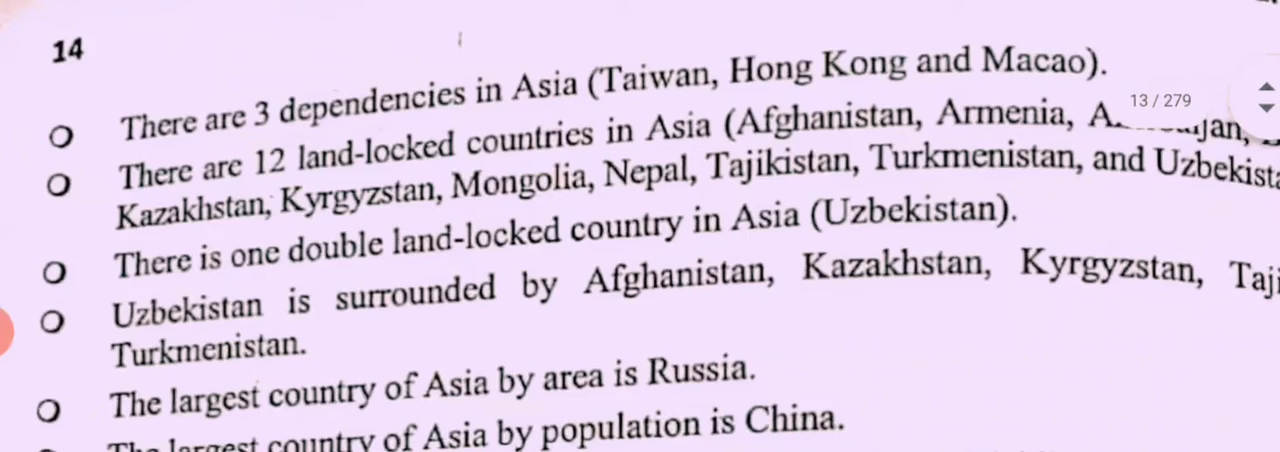 14
There are 3 dependencies in Asia (Taiwan, Hong Kong and Macao).
13 / 279
There are 12 land-locked countries in Asia (Afghanistan, Armenia,
Kazakhstan, Kyrgyzstan, Mongolia, Nepal, Tajikistan, Turkmenistan, and
There is one double land-locked country in Asia (Uzbekistan).
Uzbekistan is surrounded by Afghanistan, Kazakhstan, Kyrgyzstan,
Turkmenistan.
The largest country of Asia by area is Russia.
The largest country of Asia by population is China.